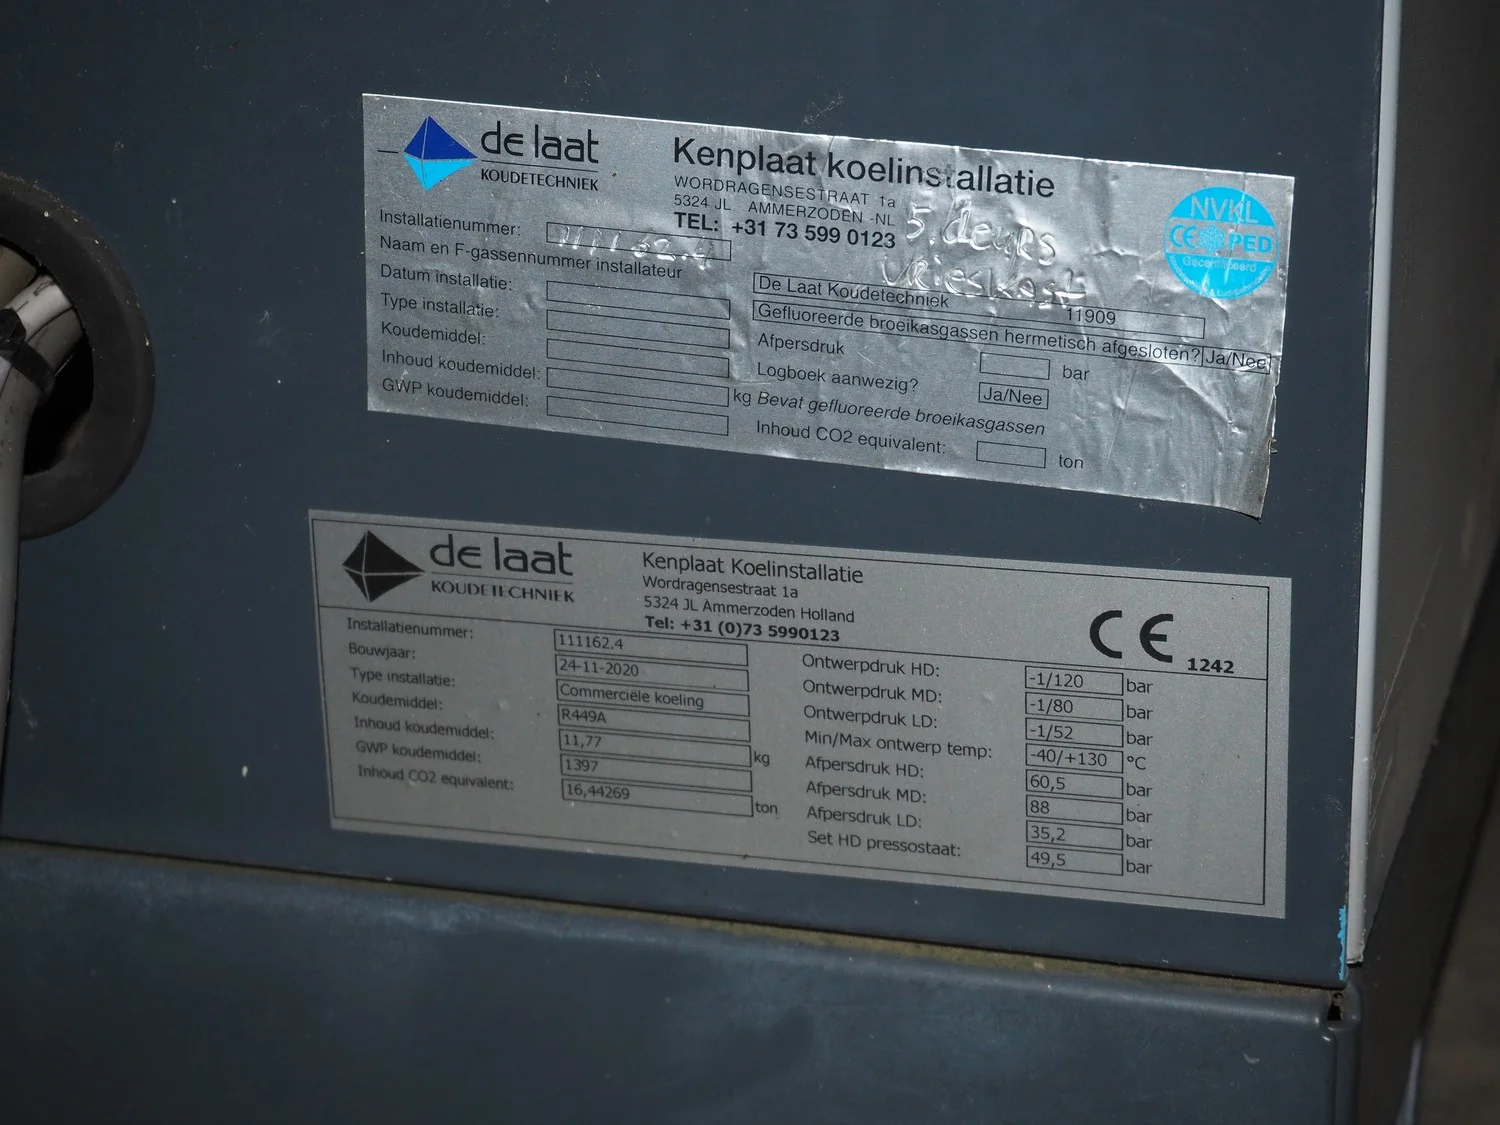 de laat
KOUDETECHNIEK
Kenplaat koelinstallatie
WORDRAGENSESTRAAT 1a
5324 JL AMMERZODEN -NL
TEL: +31 73 599 0123
5. deurs
vrieskast
NVKL
CE PED
Gecertificeerd
Installatienummer: 111162.4
Naam en F-gassennummer installateur
De Laat Koudetechniek 11909
Datum installatie:
Gefluoreerde broeikasgassen hermetisch afgesloten? Ja/Nee
Type installatie:
Afpersdruk bar
Koudemiddel:
Logboek aanwezig? Ja/Nee
Inhoud koudemiddel: kg
Bevat gefluoreerde broeikasgassen
GWP koudemiddel:
Inhoud CO2 equivalent: ton
de laat
KOUDETECHNIEK
Kenplaat Koelinstallatie
Wordragensestraat 1a
5324 JL Ammerzoden Holland
Tel: +31 (0)73 5990123
CE 1242
Installatienummer: 111162.4
Bouwjaar: 24-11-2020
Type installatie: Commerciële koeling
Koudemiddel: R449A
Inhoud koudemiddel: 11,77 kg
GWP koudemiddel: 1397
Inhoud CO2 equivalent: 16,44269 ton
Ontwerpdruk HD: -1/120 bar
Ontwerpdruk MD: -1/80 bar
Ontwerpdruk LD: -1/52 bar
Min/Max ontwerp temp: -40/+130 °C
Afpersdruk HD: 60,5 bar
Afpersdruk MD: 88 bar
Afpersdruk LD: 35,2 bar
Set HD pressostaat: 49,5 bar